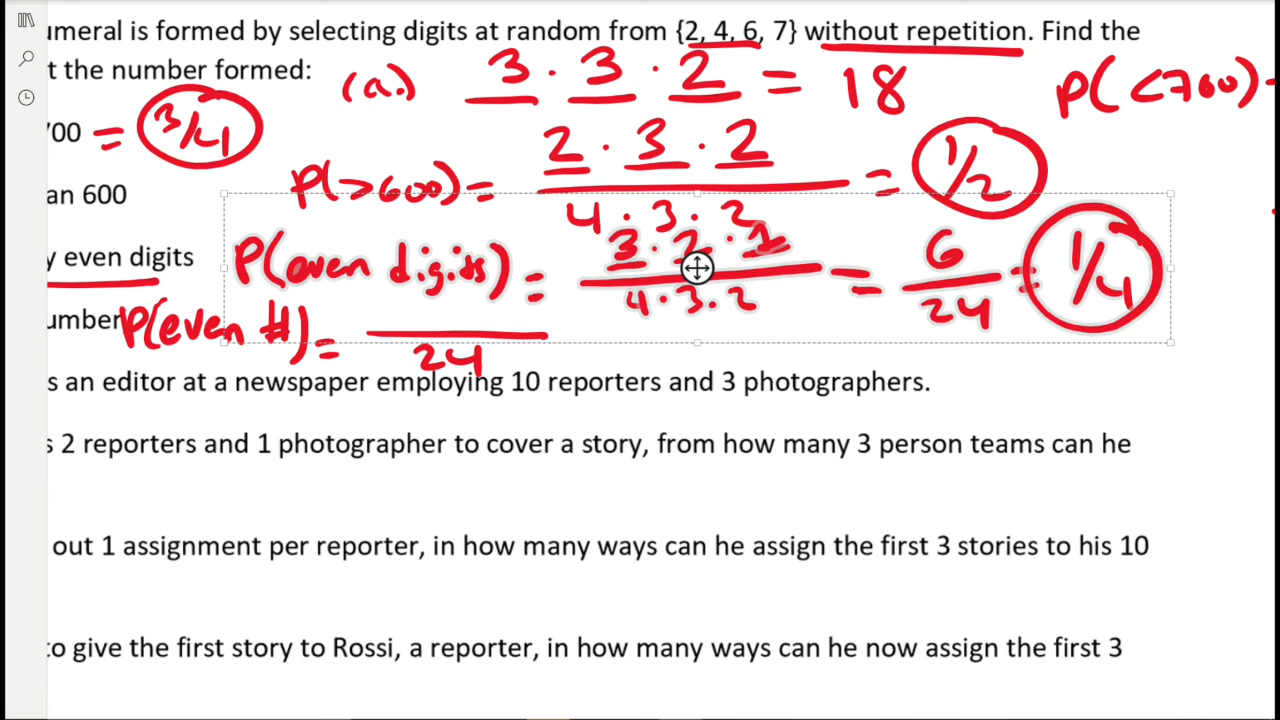 umeral is formed by selecting digits at random from {2, 4, 6, 7} without repetition. Find the
t the number formed:
(a.) 3 · 3 · 2 = 18
P(<700)-
00 = 3/4
P(>600) = 2 · 3 · 2 / 4 · 3 · 2 = 1/2
an 600
P(even digits) = 3 · 2 · 1 / 4 · 3 · 2 = 6/24 = 1/4
y even digits
umber
P(even #) = /24
s an editor at a newspaper employing 10 reporters and 3 photographers.
s 2 reporters and 1 photographer to cover a story, from how many 3 person teams can he
out 1 assignment per reporter, in how many ways can he assign the first 3 stories to his 10
to give the first story to Rossi, a reporter, in how many ways can he now assign the first 3